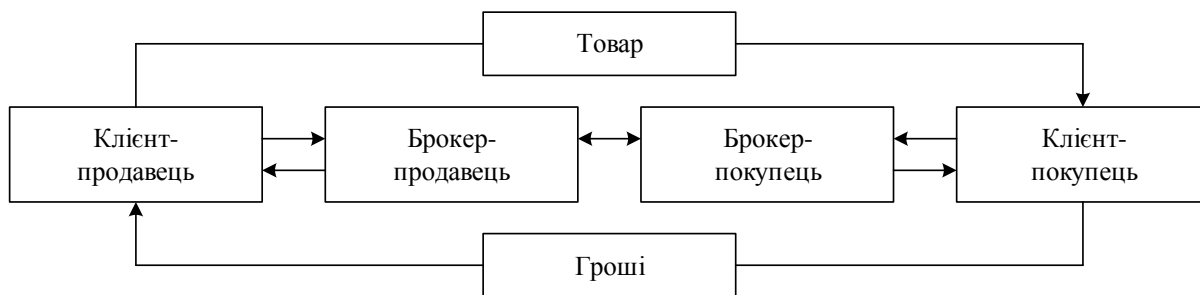 Товар
Клієнт-
продавець
Брокер-
продавець
Брокер-
покупець
Клієнт-
покупець
Гроші